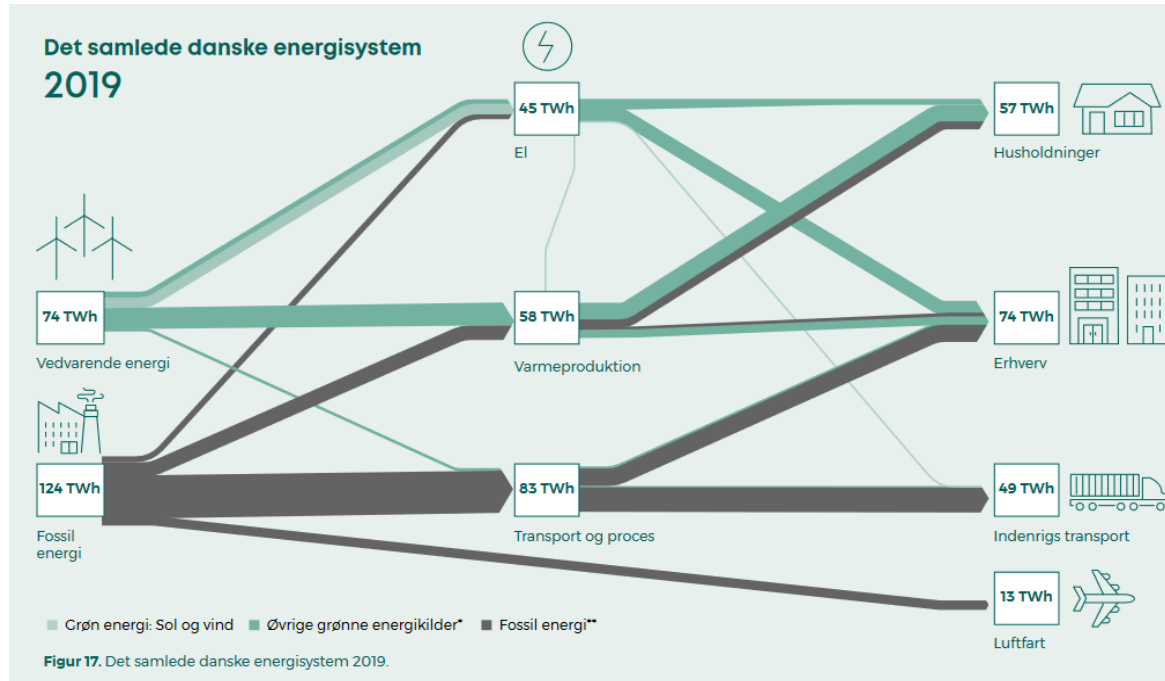 Det samlede danske energisystem
2019
45 TWh
El
57 TWh
Husholdninger
74 TWh
Vedvarende energi
58 TWh
Varmeproduktion
74 TWh
Erhverv
124 TWh
Fossil
energi
83 TWh
Transport og proces
49 TWh
Indenrigs transport
13 TWh
Luftfart
Grøn energi: Sol og vind Øvrige grønne energikilder* Fossil energi**
Figur 17. Det samlede danske energisystem 2019.